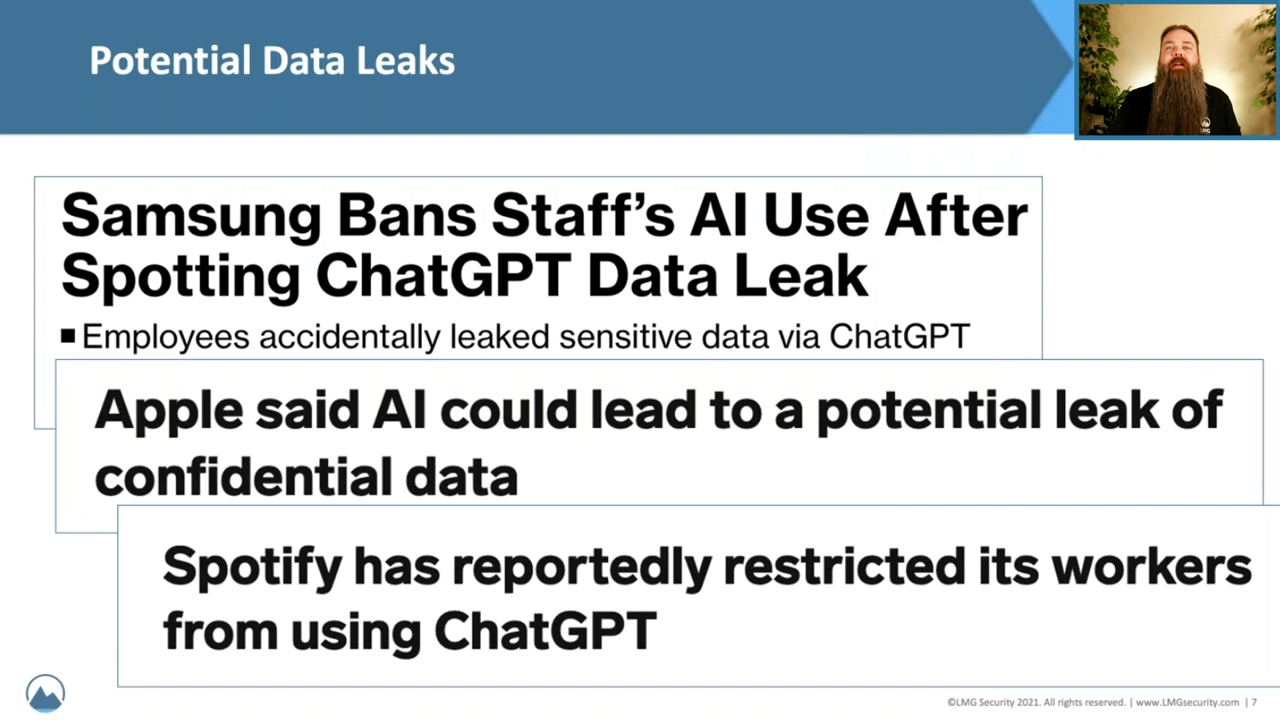 Potential Data Leaks
LMG
Samsung Bans Staff’s AI Use After
Spotting ChatGPT Data Leak
■ Employees accidentally leaked sensitive data via ChatGPT
Apple said AI could lead to a potential leak of
confidential data
Spotify has reportedly restricted its workers
from using ChatGPT
©LMG Security 2021. All rights reserved. | www.LMGsecurity.com | 7